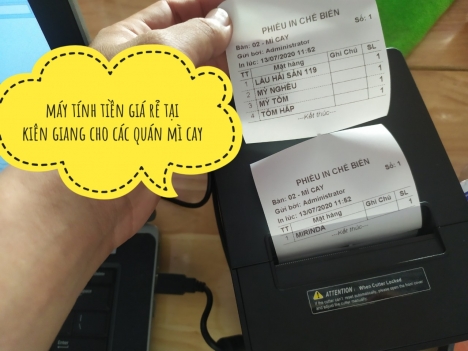 PHIẾU IN CHẾ BIẾN
Số: 1
Bàn: 02 - Mì CAY
Gửi bởi: Administrator
In lúc: 13/07/2020 11:52
TT Mặt hàng Ghi Chú SL
1 LẨU HẢI SẢN 119 1
2 MỲ NGHÊU 1
3 MỲ TÔM 1
4 TÔM HẤP 1
Kết thúc
MÁY TÍNH TIỀN GIÁ RẺ TẠI
KIÊN GIANG CHO CÁC QUÁN MÌ CAY
PHIẾU IN CHẾ BIẾN
Số: 1
Bàn: 02 - Mì CAY
Gửi bởi: Administrator
In lúc: 13/07/2020 11:52
TT Mặt hàng Ghi Chú SL
1 MIRINDA 1
Kết thúc
ATTENTION: When Cutter Locked